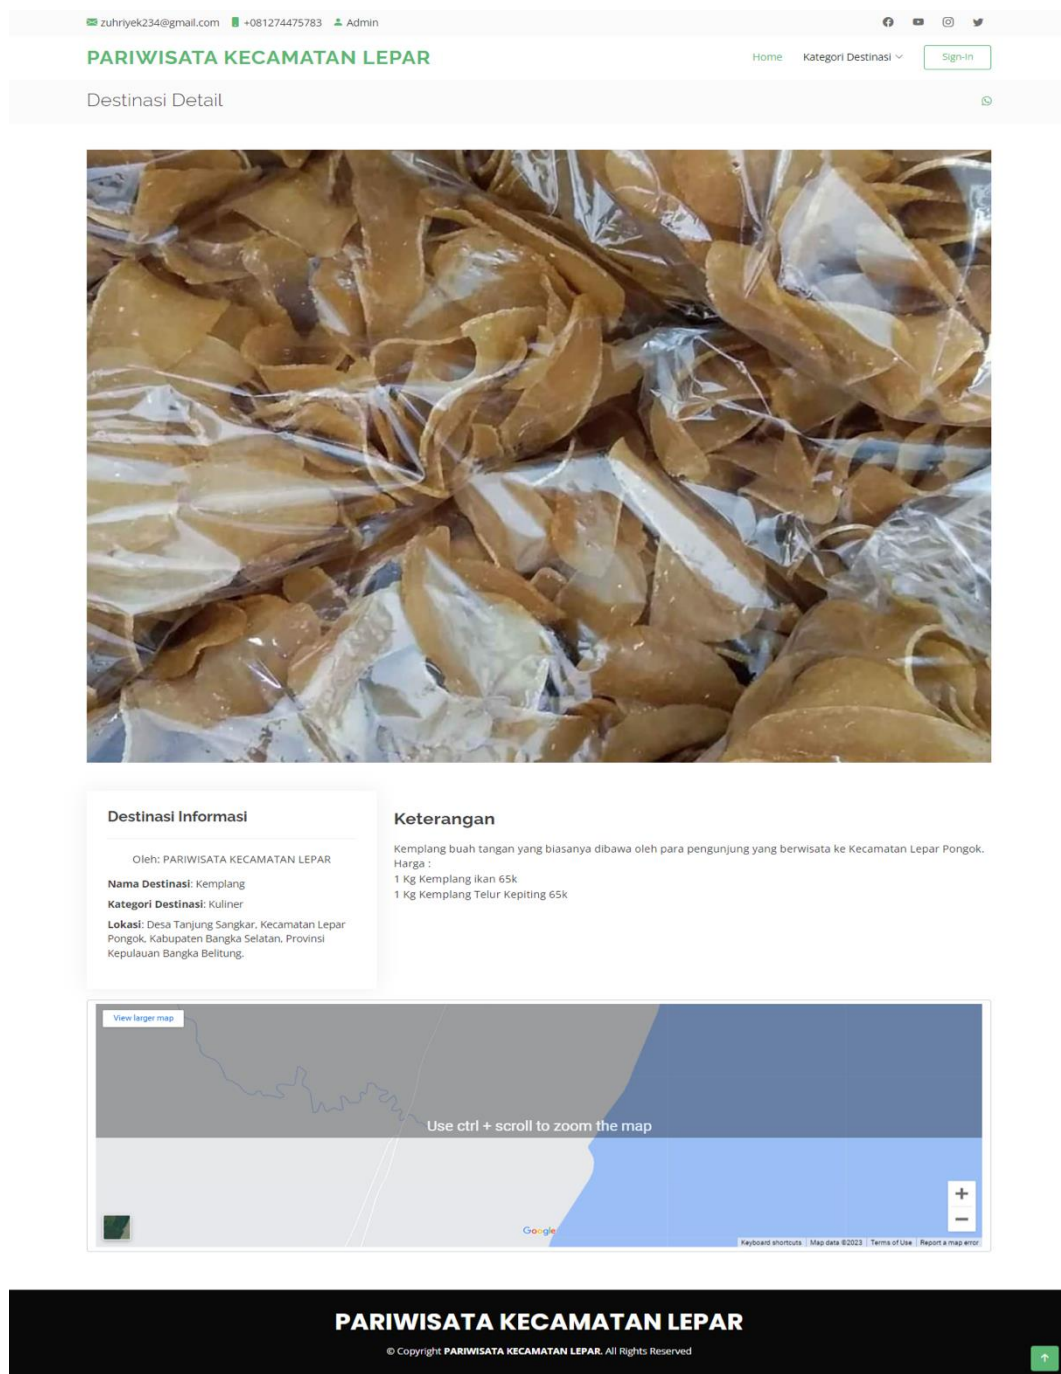 zuhriyek234@gmail.com +081274475783 Admin
PARIWISATA KECAMATAN LEPAR
Home Kategori Destinasi Sign-In
Destinasi Detail
Destinasi Informasi
Oleh: PARIWISATA KECAMATAN LEPAR
Nama Destinasi: Kemplang
Kategori Destinasi: Kuliner
Lokasi: Desa Tanjung Sangkar, Kecamatan Lepar
Pongok, Kabupaten Bangka Selatan, Provinsi
Kepulauan Bangka Belitung.
Keterangan
Kemplang buah tangan yang biasanya dibawa oleh para pengunjung yang berwisata ke Kecamatan Lepar Pongok.
Harga :
1 Kg Kemplang ikan 65k
1 Kg Kemplang Telur Kepiting 65k
View larger map
Use ctrl + scroll to zoom the map
Google
Keyboard shortcuts Map data ©2023 Terms of Use Report a map error
PARIWISATA KECAMATAN LEPAR
© Copyright PARIWISATA KECAMATAN LEPAR. All Rights Reserved